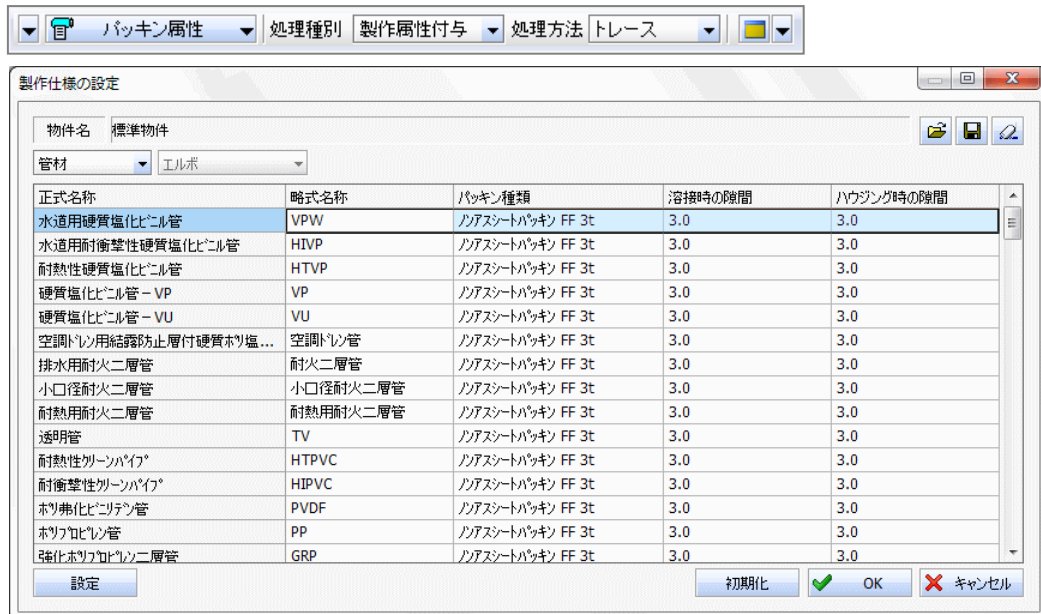 パッキン属性 処理種別 製作属性付与 処理方法 トレース
製作仕様の設定
物件名 標準物件
管材 エルボ
正式名称 略式名称 パッキン種類 溶接時の隙間 ハウジング時の隙間
水道用硬質塩化ﾋﾞﾆﾙ管 VPW ﾉﾝｱｽｼｰﾄﾊﾟｯｷﾝ FF 3t 3.0 3.0
水道用耐衝撃性硬質塩化ﾋﾞﾆﾙ管 HIVP ﾉﾝｱｽｼｰﾄﾊﾟｯｷﾝ FF 3t 3.0 3.0
耐熱性硬質塩化ﾋﾞﾆﾙ管 HTVP ﾉﾝｱｽｼｰﾄﾊﾟｯｷﾝ FF 3t 3.0 3.0
硬質塩化ﾋﾞﾆﾙ管－VP VP ﾉﾝｱｽｼｰﾄﾊﾟｯｷﾝ FF 3t 3.0 3.0
硬質塩化ﾋﾞﾆﾙ管－VU VU ﾉﾝｱｽｼｰﾄﾊﾟｯｷﾝ FF 3t 3.0 3.0
空調ﾄﾞﾚﾝ用結露防止層付硬質ﾎﾟﾘ塩... 空調ﾄﾞﾚﾝ管 ﾉﾝｱｽｼｰﾄﾊﾟｯｷﾝ FF 3t 3.0 3.0
排水用耐火二層管 耐火二層管 ﾉﾝｱｽｼｰﾄﾊﾟｯｷﾝ FF 3t 3.0 3.0
小口径耐火二層管 小口径耐火二層管 ﾉﾝｱｽｼｰﾄﾊﾟｯｷﾝ FF 3t 3.0 3.0
耐熱用耐火二層管 耐熱用耐火二層管 ﾉﾝｱｽｼｰﾄﾊﾟｯｷﾝ FF 3t 3.0 3.0
透明管 TV ﾉﾝｱｽｼｰﾄﾊﾟｯｷﾝ FF 3t 3.0 3.0
耐熱性ｸﾘｰﾝﾊﾟｲﾌﾟ HTPVC ﾉﾝｱｽｼｰﾄﾊﾟｯｷﾝ FF 3t 3.0 3.0
耐衝撃性ｸﾘｰﾝﾊﾟｲﾌﾟ HIPVC ﾉﾝｱｽｼｰﾄﾊﾟｯｷﾝ FF 3t 3.0 3.0
ﾎﾟﾘ弗化ﾋﾞﾆﾘﾃﾞﾝ管 PVDF ﾉﾝｱｽｼｰﾄﾊﾟｯｷﾝ FF 3t 3.0 3.0
ﾎﾟﾘﾌﾟﾛﾋﾟﾚﾝ管 PP ﾉﾝｱｽｼｰﾄﾊﾟｯｷﾝ FF 3t 3.0 3.0
強化ﾎﾟﾘﾌﾟﾛﾋﾟﾚﾝ二層管 GRP ﾉﾝｱｽｼｰﾄﾊﾟｯｷﾝ FF 3t 3.0 3.0
設定 初期化 OK キャンセル